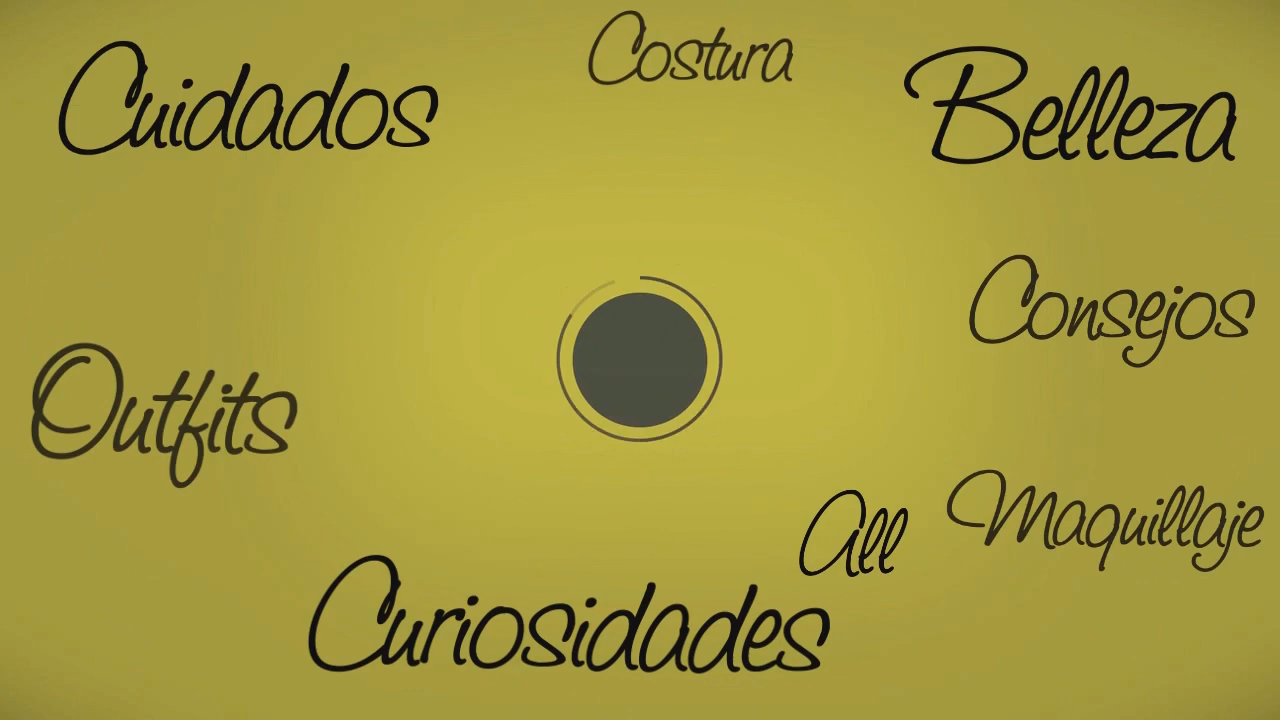 Costura
Cuidados
Belleza
Consejos
Outfits
Maquillaje
All
Curiosidades